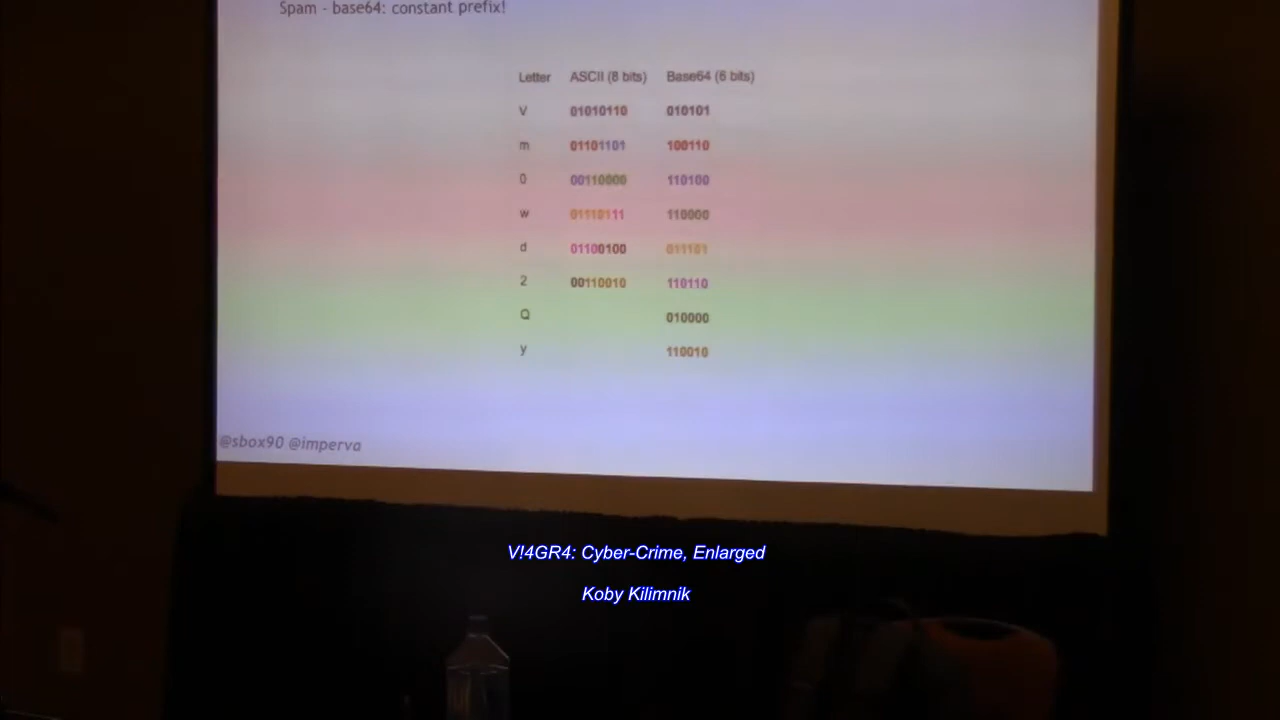 Spam - base64: constant prefix!
Letter ASCII (8 bits) Base64 (6 bits)
V 01010110 010101
m 01101101 100110
0 00110000 110100
w 01110111 110000
d 01100100 011101
2 00110010 110110
Q 010000
y 110010
@sbox90 @imperva
V!4GR4: Cyber-Crime, Enlarged
Koby Kilimnik